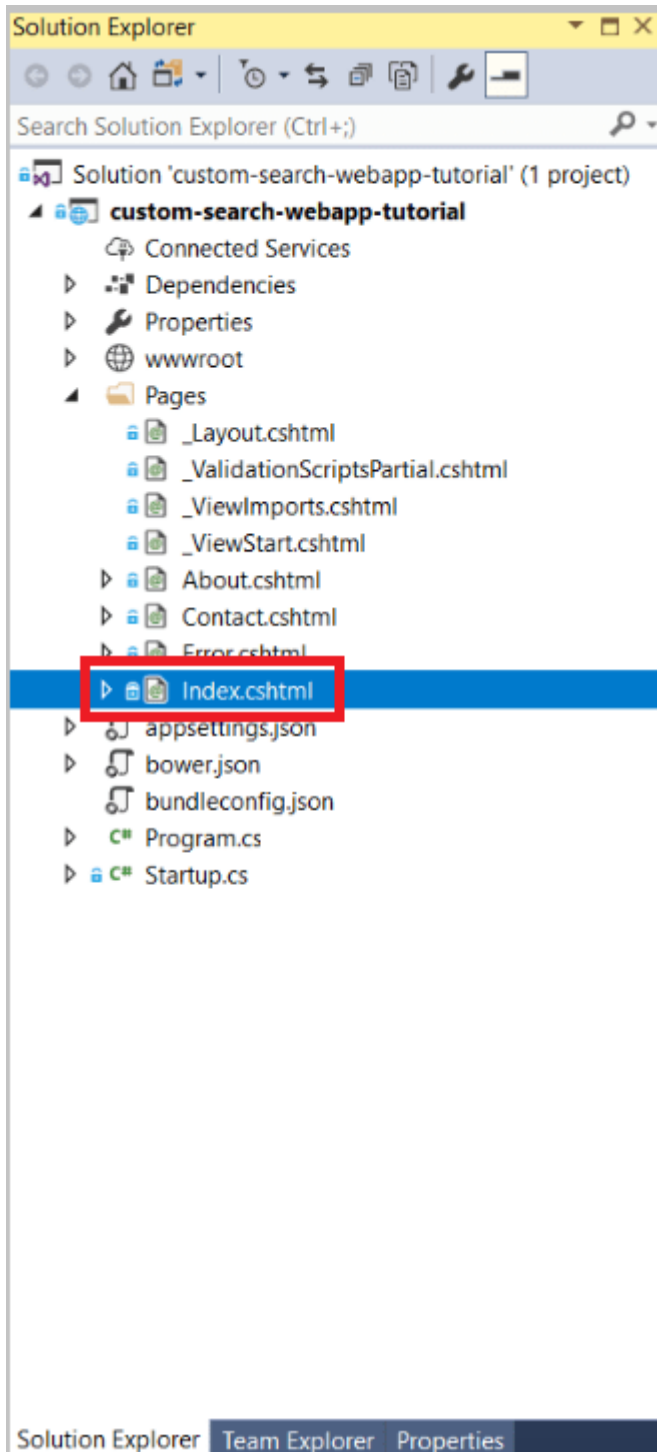 Solution Explorer
Search Solution Explorer (Ctrl+;)
Solution 'custom-search-webapp-tutorial' (1 project)
custom-search-webapp-tutorial
Connected Services
Dependencies
Properties
wwwroot
Pages
_Layout.cshtml
_ValidationScriptsPartial.cshtml
_ViewImports.cshtml
_ViewStart.cshtml
About.cshtml
Contact.cshtml
Error.cshtml
Index.cshtml
appsettings.json
bower.json
bundleconfig.json
C# Program.cs
C# Startup.cs
Solution Explorer Team Explorer Properties